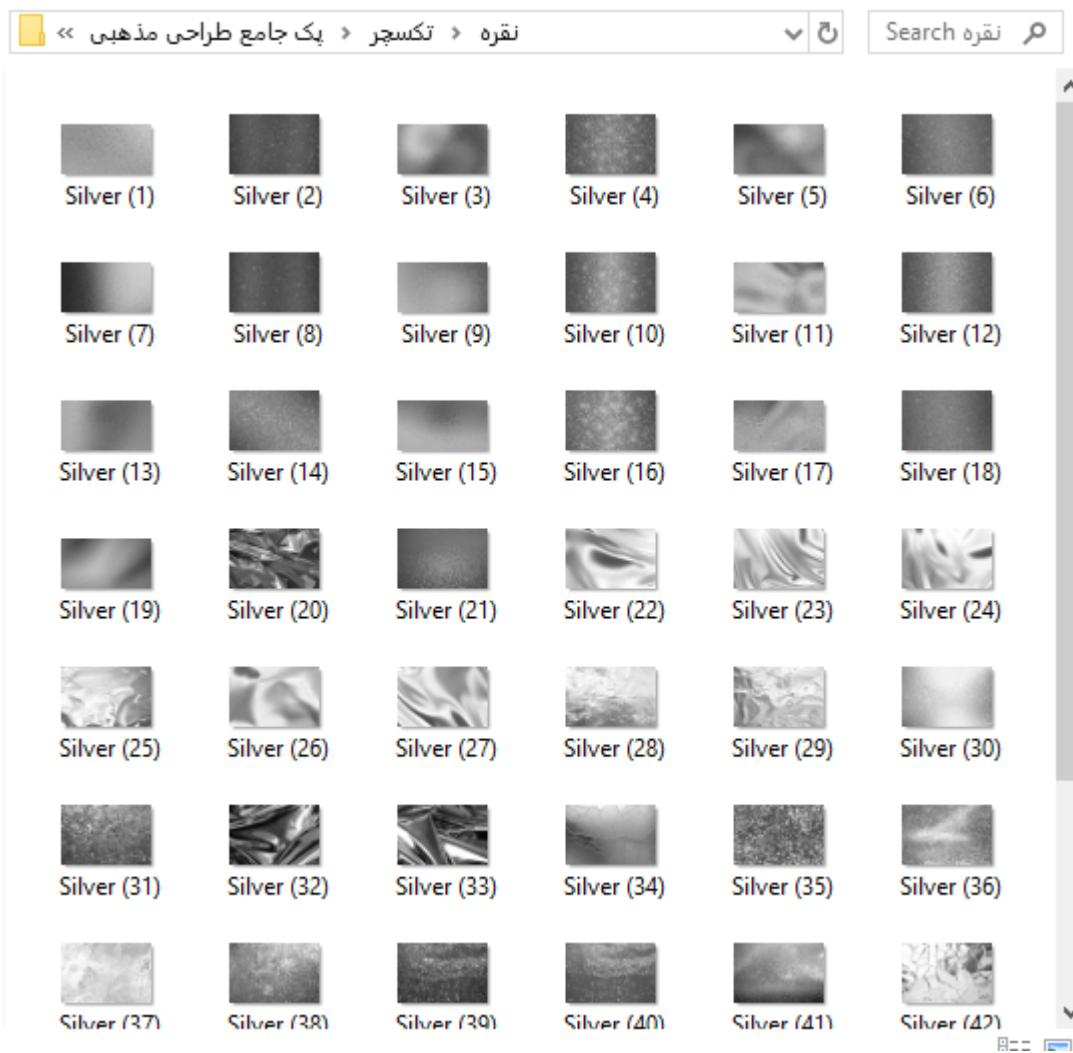 « پک جامع طراحی مذهبی › تکسچر › نقره
Search نقره
Silver (1) Silver (2) Silver (3) Silver (4) Silver (5) Silver (6)
Silver (7) Silver (8) Silver (9) Silver (10) Silver (11) Silver (12)
Silver (13) Silver (14) Silver (15) Silver (16) Silver (17) Silver (18)
Silver (19) Silver (20) Silver (21) Silver (22) Silver (23) Silver (24)
Silver (25) Silver (26) Silver (27) Silver (28) Silver (29) Silver (30)
Silver (31) Silver (32) Silver (33) Silver (34) Silver (35) Silver (36)
Silver (37) Silver (38) Silver (39) Silver (40) Silver (41) Silver (42)